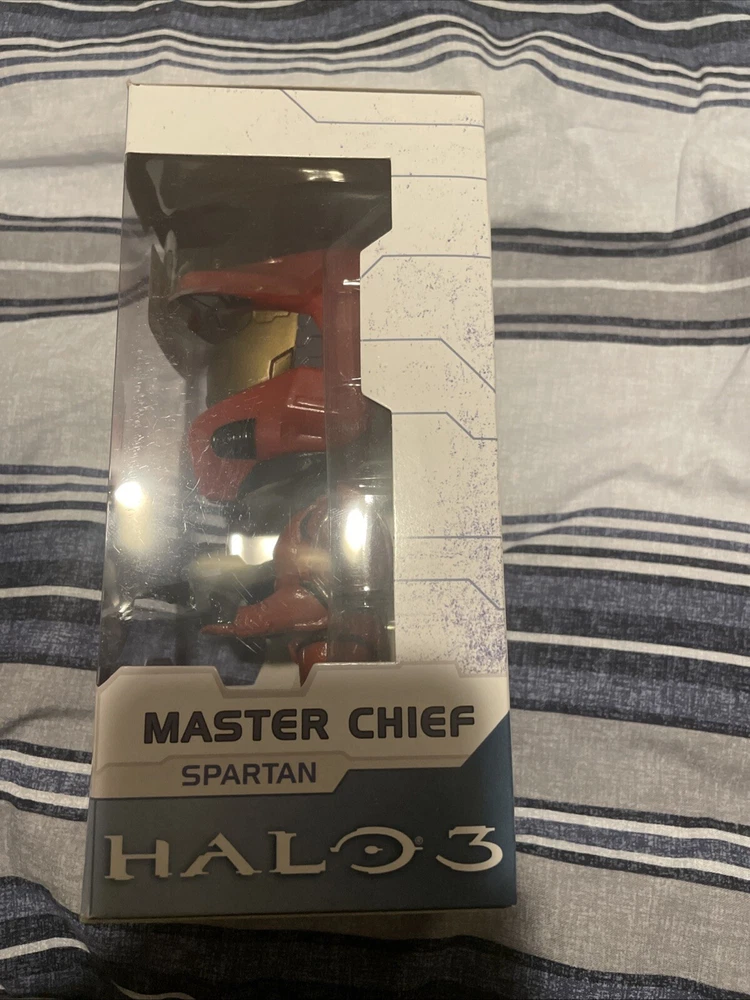 MASTER CHIEF
SPARTAN
HALO® 3